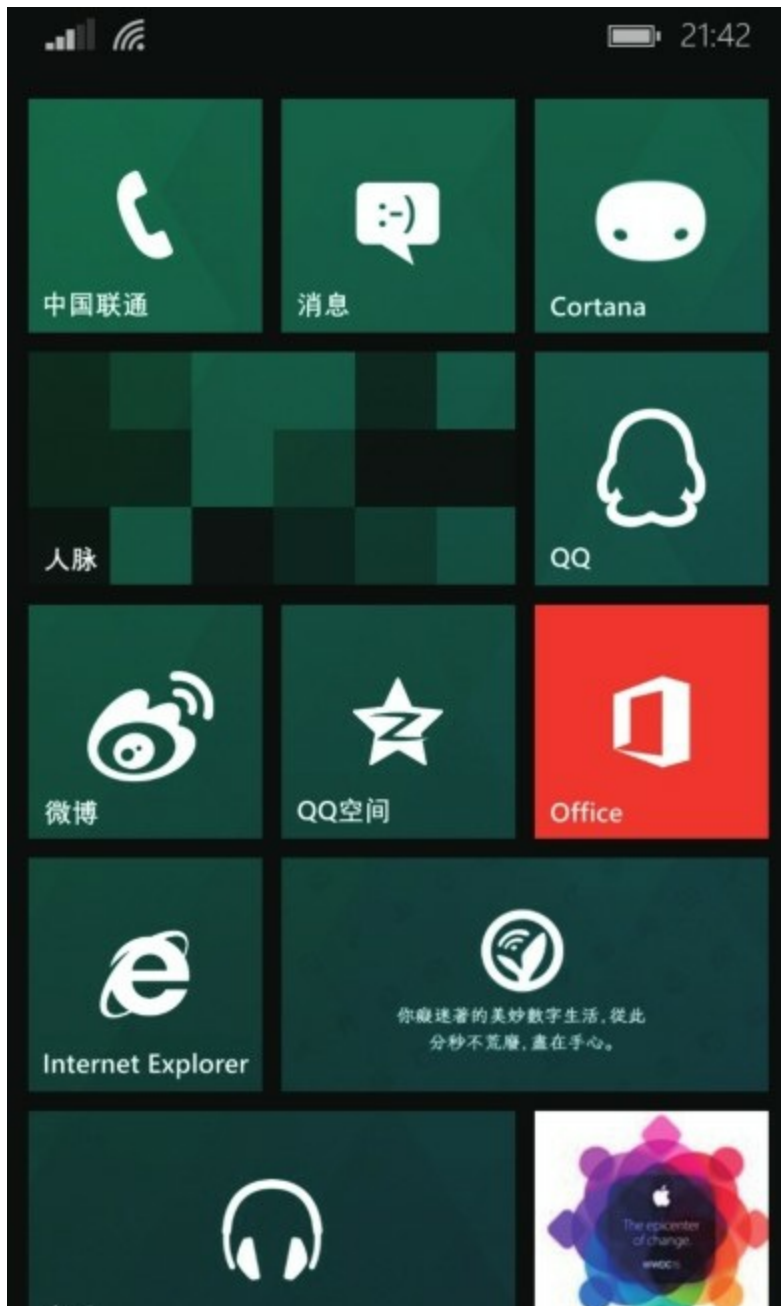 21:42
中国联通
消息
:-)
Cortana
人脉
QQ
微博
QQ空间
Office
Internet Explorer
你癡迷著的美妙數字生活,從此
分秒不荒廢,盡在手心。
The epicenter
of change.
WWDC15